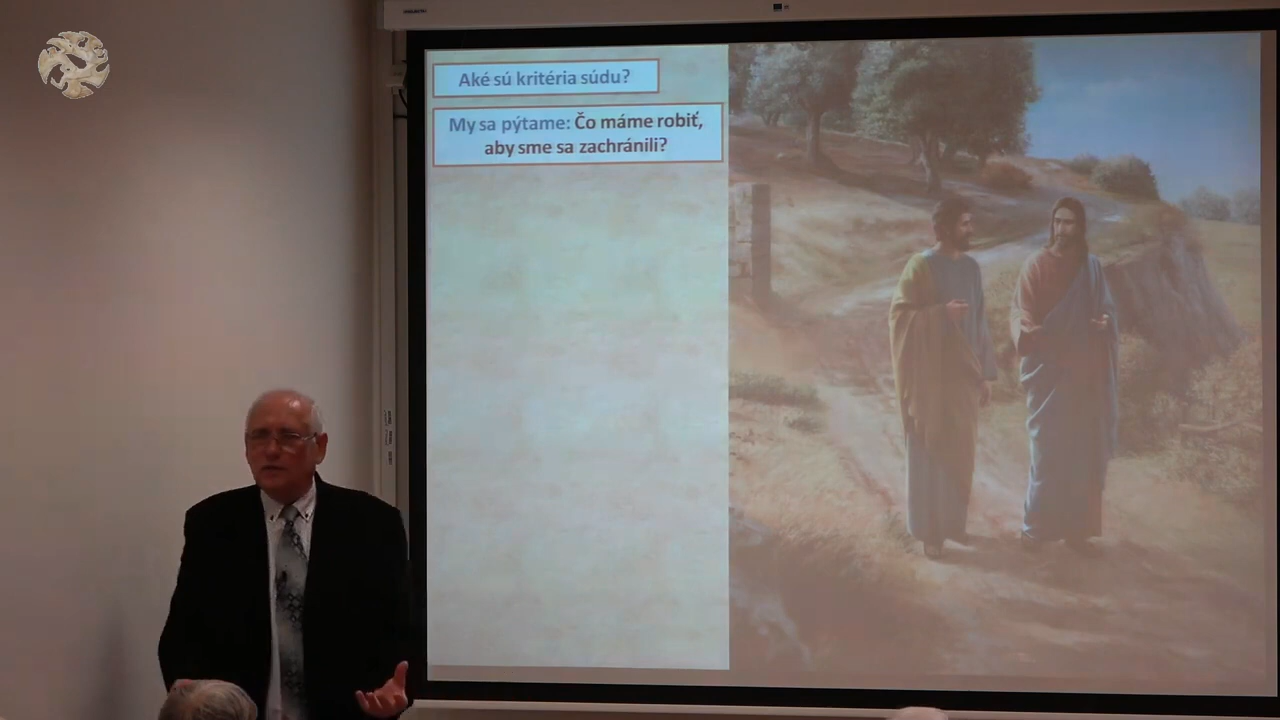 Aké sú kritéria súdu?
My sa pýtame: Čo máme robiť,
aby sme sa zachránili?